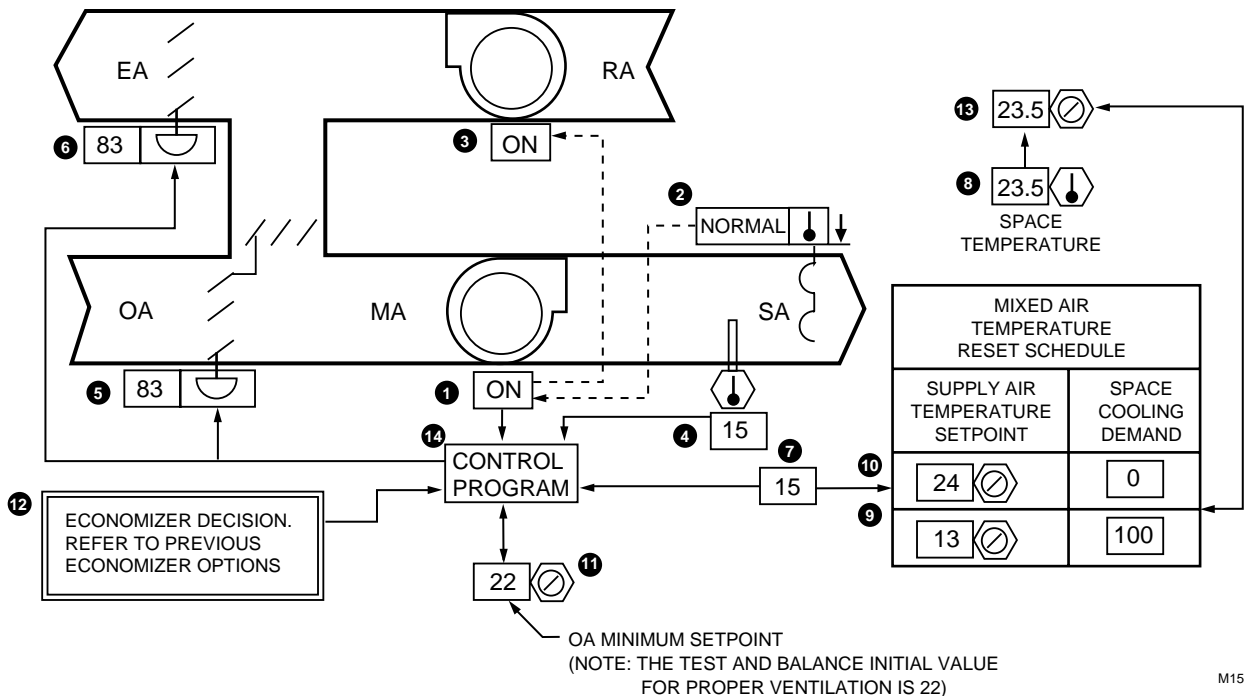 EA
RA
6
83
3
ON
13
23.5
8
23.5
SPACE
TEMPERATURE
2
NORMAL
OA
MA
SA
5
83
1
ON
4
15
14
CONTROL
PROGRAM
7
15
12
ECONOMIZER DECISION.
REFER TO PREVIOUS
ECONOMIZER OPTIONS
22
11
OA MINIMUM SETPOINT
(NOTE: THE TEST AND BALANCE INITIAL VALUE
FOR PROPER VENTILATION IS 22)
MIXED AIR
TEMPERATURE
RESET SCHEDULE
SUPPLY AIR
TEMPERATURE
SETPOINT
SPACE
COOLING
DEMAND
10
24
0
9
13
100
M15